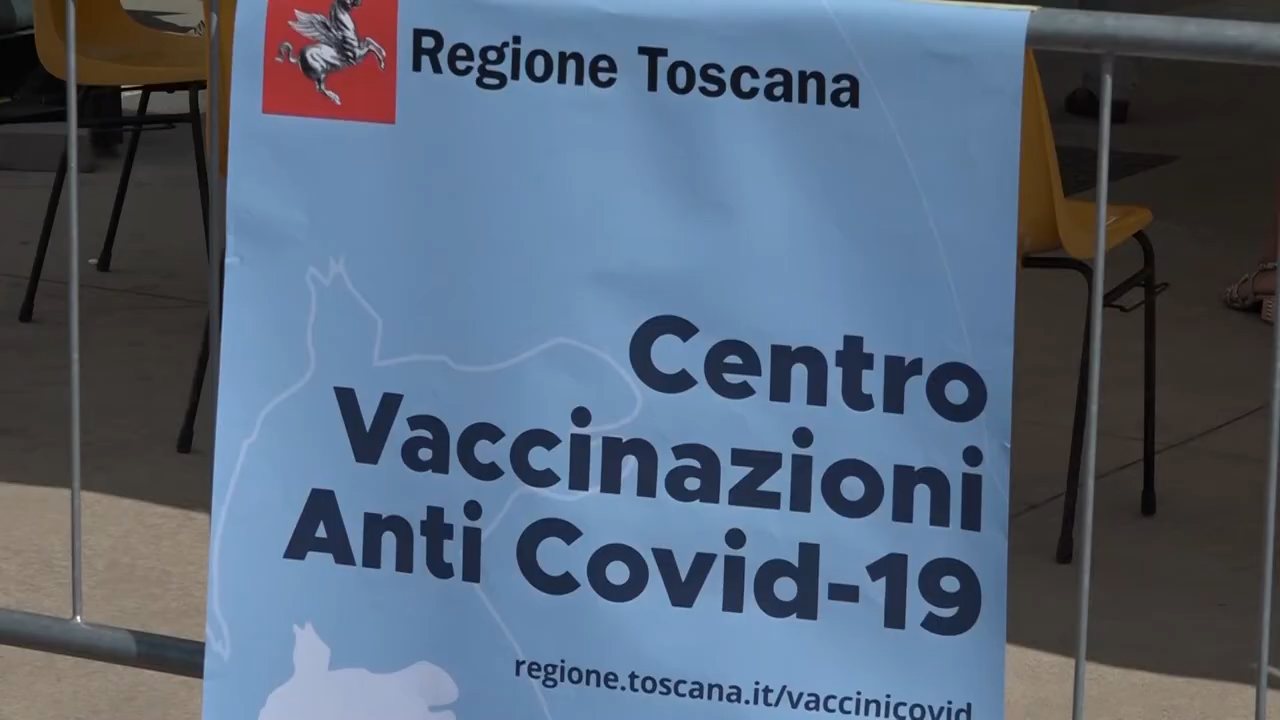 Regione Toscana
Centro
Vaccinazioni
Anti Covid-19
regione.toscana.it/vaccinicovid